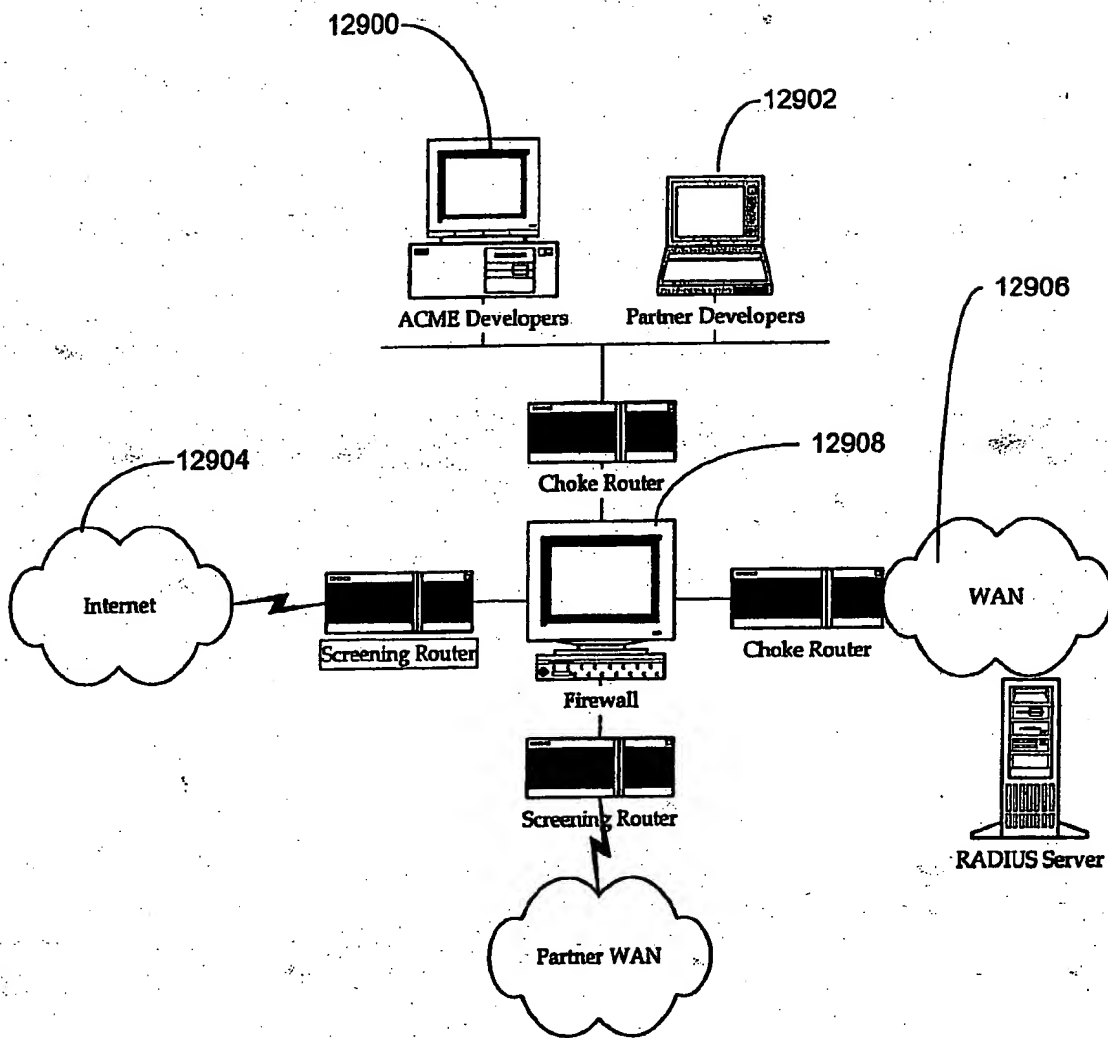 12900
12902
ACME Developers
Partner Developers
12906
12904
12908
Choke Router
Internet
WAN
Screening Router
Choke Router
Firewall
Screening Router
RADIUS Server
Partner WAN